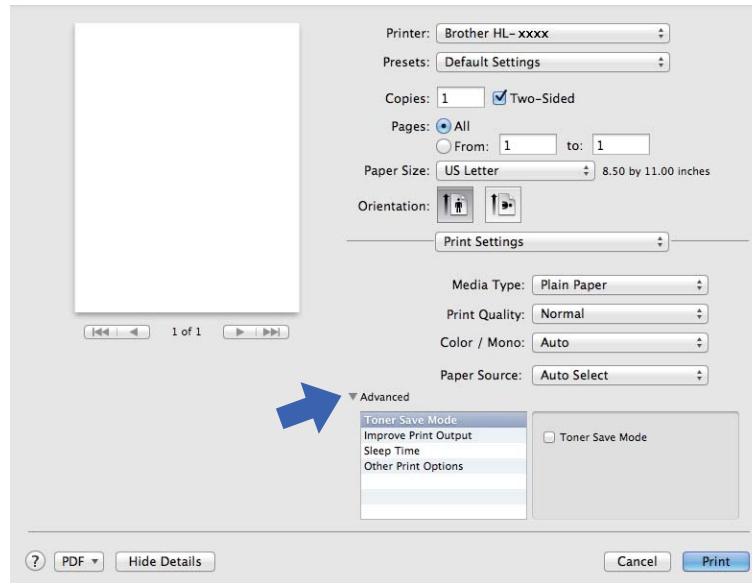 Printer: Brother HL-xxxx
Presets: Default Settings
Copies: 1 Two-Sided
Pages: All
From: 1 to: 1
Paper Size: US Letter 8.50 by 11.00 inches
Orientation:
Print Settings
Media Type: Plain Paper
Print Quality: Normal
1 of 1
Color / Mono: Auto
Paper Source: Auto Select
Advanced
Toner Save Mode
Improve Print Output
Sleep Time
Other Print Options
Toner Save Mode
? PDF Hide Details Cancel Print